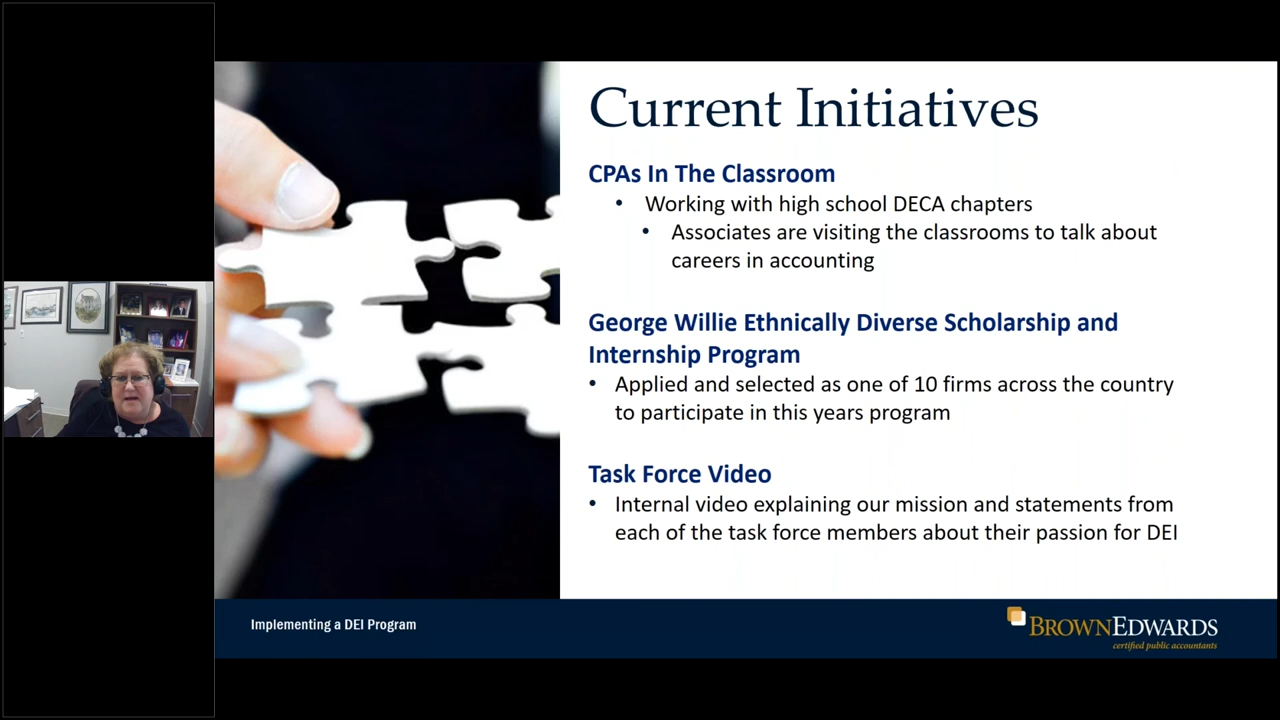 Current Initiatives
CPAs In The Classroom
• Working with high school DECA chapters
• Associates are visiting the classrooms to talk about
careers in accounting
George Willie Ethnically Diverse Scholarship and
Internship Program
• Applied and selected as one of 10 firms across the country
to participate in this years program
Task Force Video
• Internal video explaining our mission and statements from
each of the task force members about their passion for DEI
Implementing a DEI Program
BROWNEDWARDS
certified public accountants